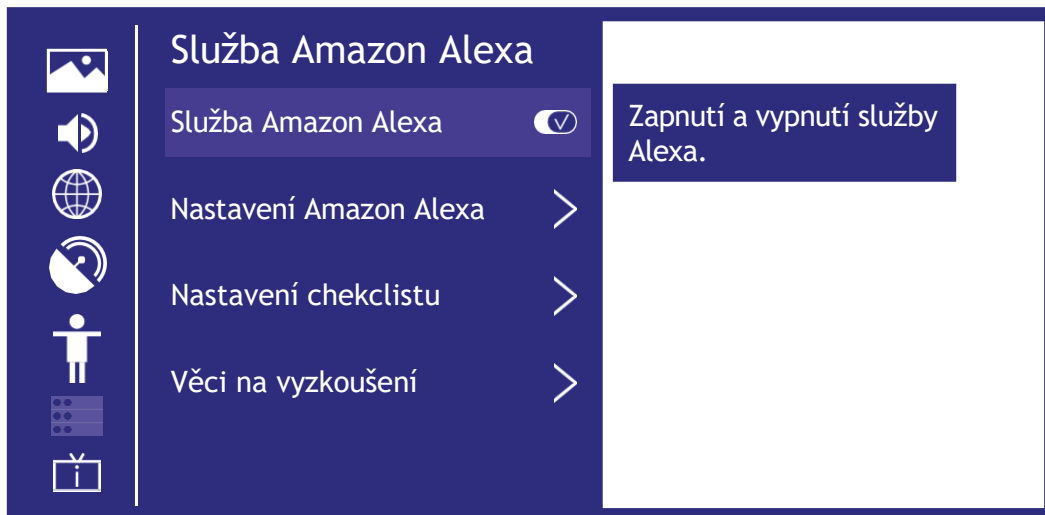 Služba Amazon Alexa
Služba Amazon Alexa
Zapnutí a vypnutí služby
Alexa.
Nastavení Amazon Alexa
Nastavení chekclistu
Věci na vyzkoušení